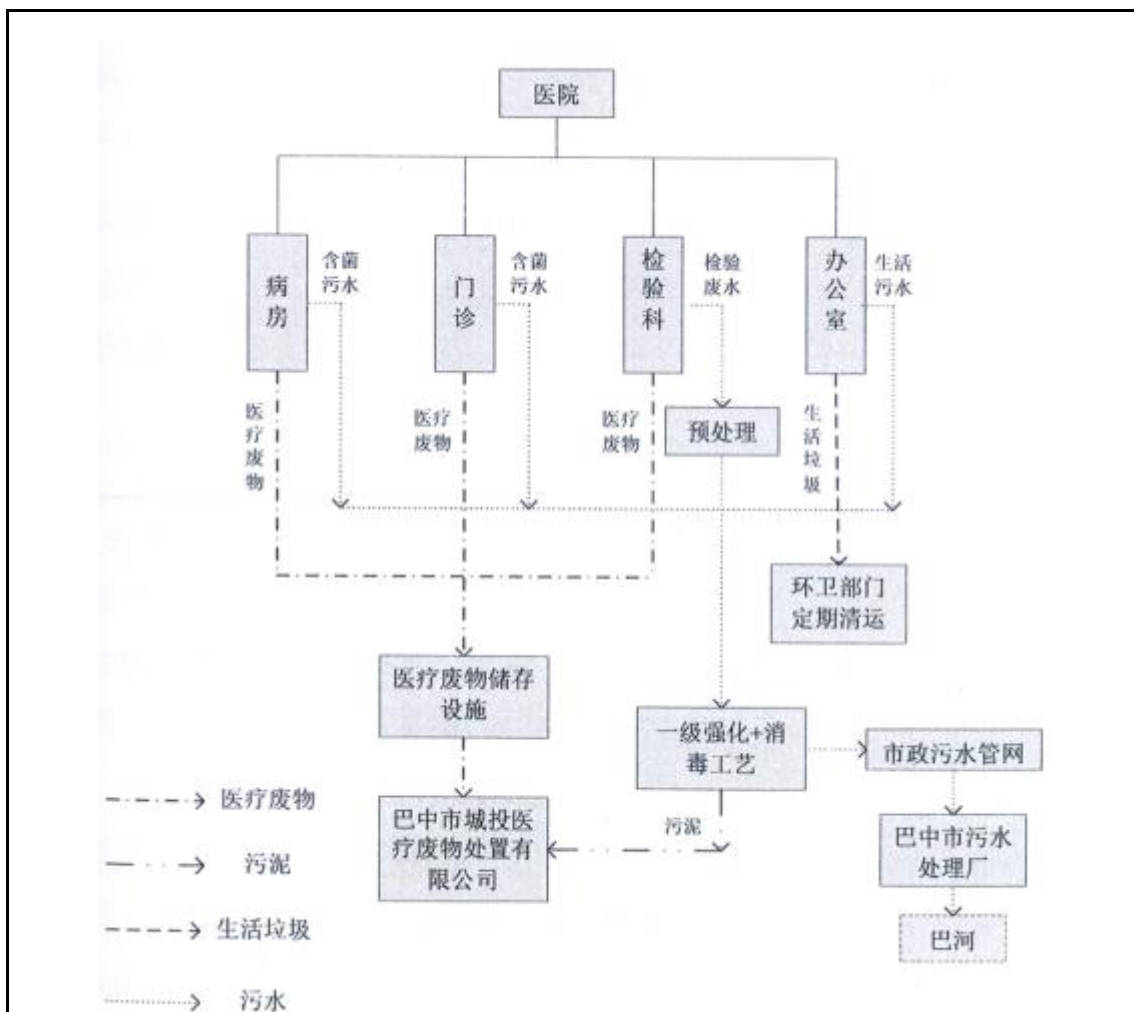 医院
病房
含菌
污水
门诊
含菌
污水
检验科
检验
废水
办公室
生活
污水
医疗废物
医疗
废物
医疗
废物
预处理
生活垃圾
环卫部门
定期清运
医疗废物储存
设施
一级强化+消
毒工艺
市政污水管网
医疗废物
巴中市城投医
疗废物处置有
限公司
污泥
巴中市污水
处理厂
污泥
生活垃圾
巴河
污水